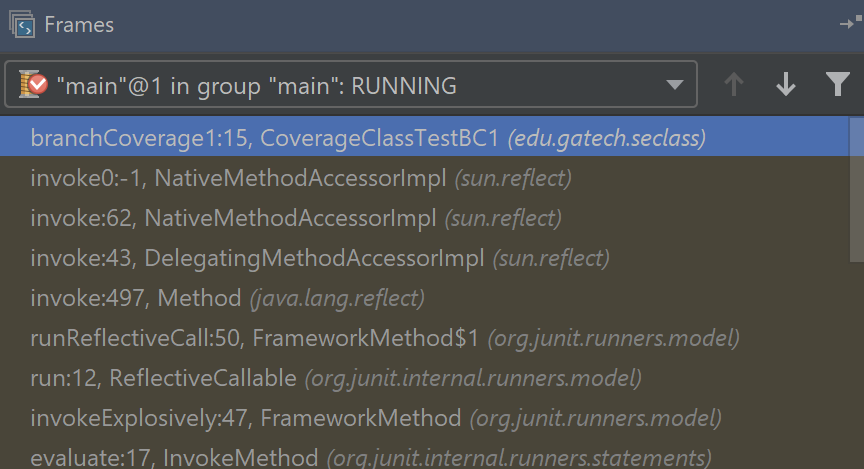 Frames
"main"@1 in group "main": RUNNING
branchCoverage1:15, CoverageClassTestBC1 (edu.gatech.seclass)
invoke0:-1, NativeMethodAccessorImpl (sun.reflect)
invoke:62, NativeMethodAccessorImpl (sun.reflect)
invoke:43, DelegatingMethodAccessorImpl (sun.reflect)
invoke:497, Method (java.lang.reflect)
runReflectiveCall:50, FrameworkMethod$1 (org.junit.runners.model)
run:12, ReflectiveCallable (org.junit.internal.runners.model)
invokeExplosively:47, FrameworkMethod (org.junit.runners.model)
evaluate:17, InvokeMethod (org.junit.internal.runners.statements)